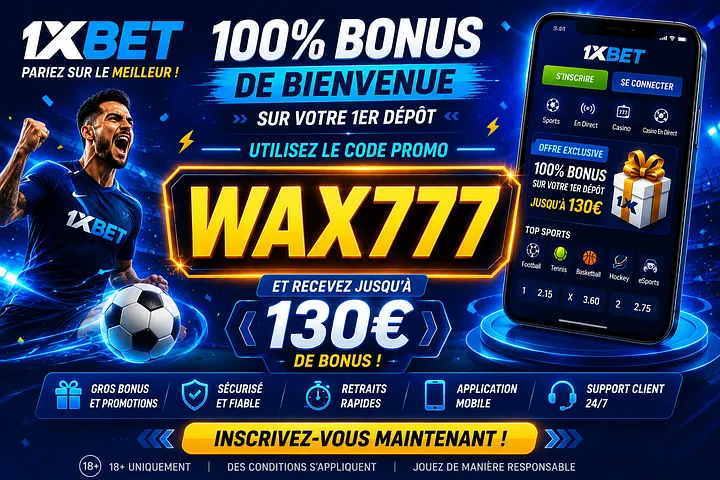 1XBET
PARIEZ SUR LE MEILLEUR !
100% BONUS
DE BIENVENUE
SUR VOTRE 1ER DÉPÔT
UTILISEZ LE CODE PROMO
WAX777
ET RECEVEZ JUSQU'À
130€
DE BONUS !
1XBET
9:01
1XBET
S'INSCRIRE
SE CONNECTER
Sports
En Direct
Casino
Casino En Direct
OFFRE EXCLUSIVE
100% BONUS
SUR VOTRE 1ER DÉPÔT
JUSQU'À 130€
1X
TOP SPORTS
Football
Tennis
Basketball
Hockey
eSports
1 2.15 X 3.60 2 2.75
GROS BONUS
ET PROMOTIONS
SÉCURISÉ
ET FIABLE
RETRAITS
RAPIDES
APPLICATION
MOBILE
SUPPORT CLIENT
24/7
INSCRIVEZ-VOUS MAINTENANT !
18+ 18+ UNIQUEMENT | DES CONDITIONS S'APPLIQUENT | JOUEZ DE MANIÈRE RESPONSABLE